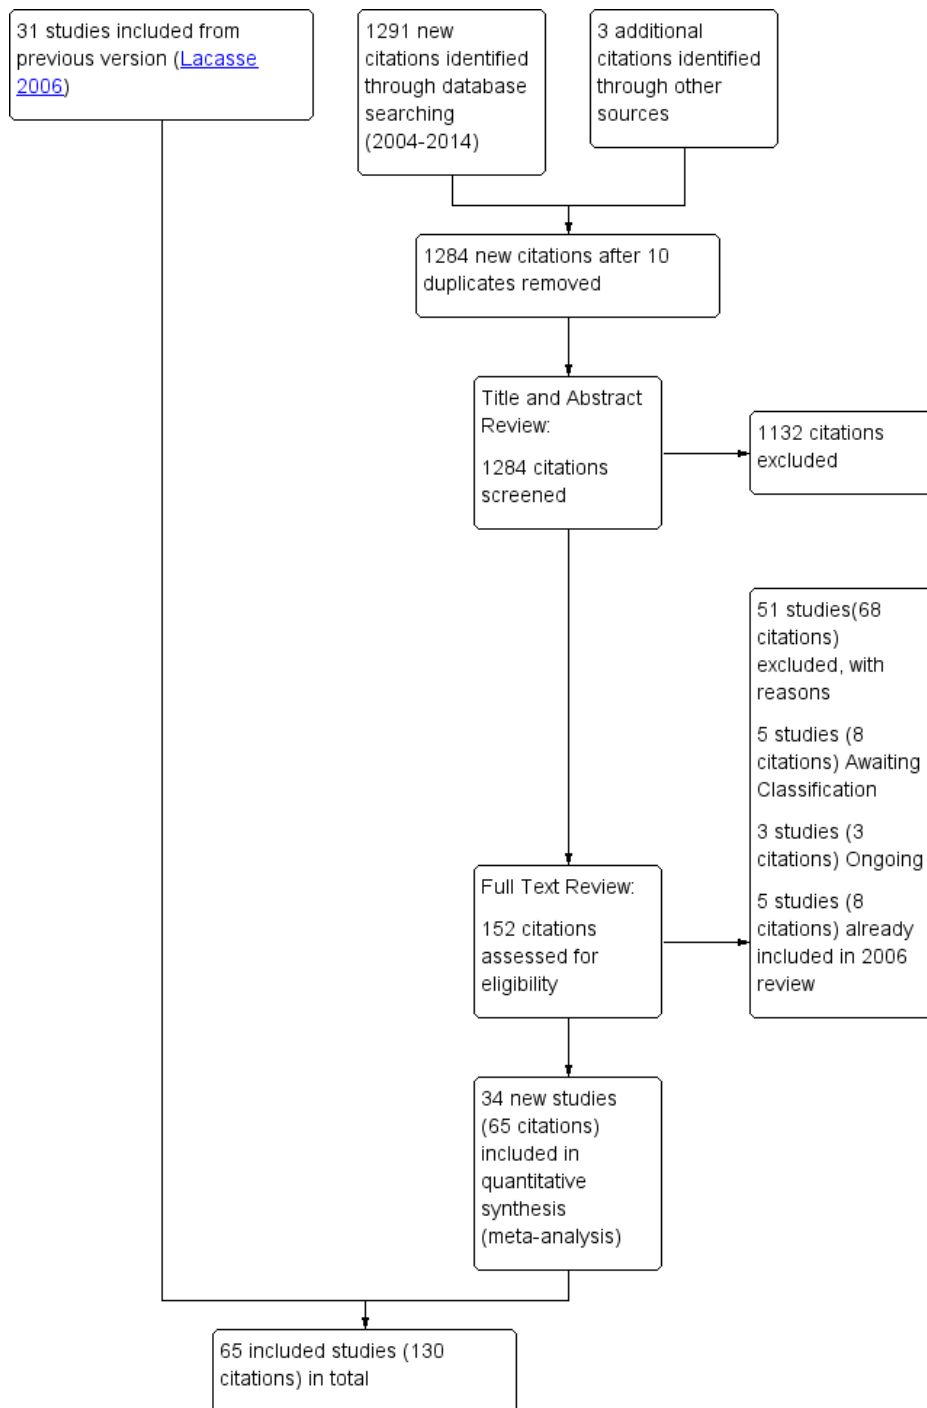 31 studies included from
previous version (Lacasse
2006)
1291 new
citations identified
through database
searching
(2004-2014)
3 additional
citations identified
through other
sources
1284 new citations after 10
duplicates removed
Title and Abstract
Review:
1284 citations
screened
1132 citations
excluded
51 studies(68
citations)
excluded, with
reasons
5 studies (8
citations) Awaiting
Classification
3 studies (3
citations) Ongoing
5 studies (8
citations) already
included in 2006
review
Full Text Review:
152 citations
assessed for
eligibility
34 new studies
(65 citations)
included in
quantitative
synthesis
(meta-analysis)
65 included studies (130
citations) in total